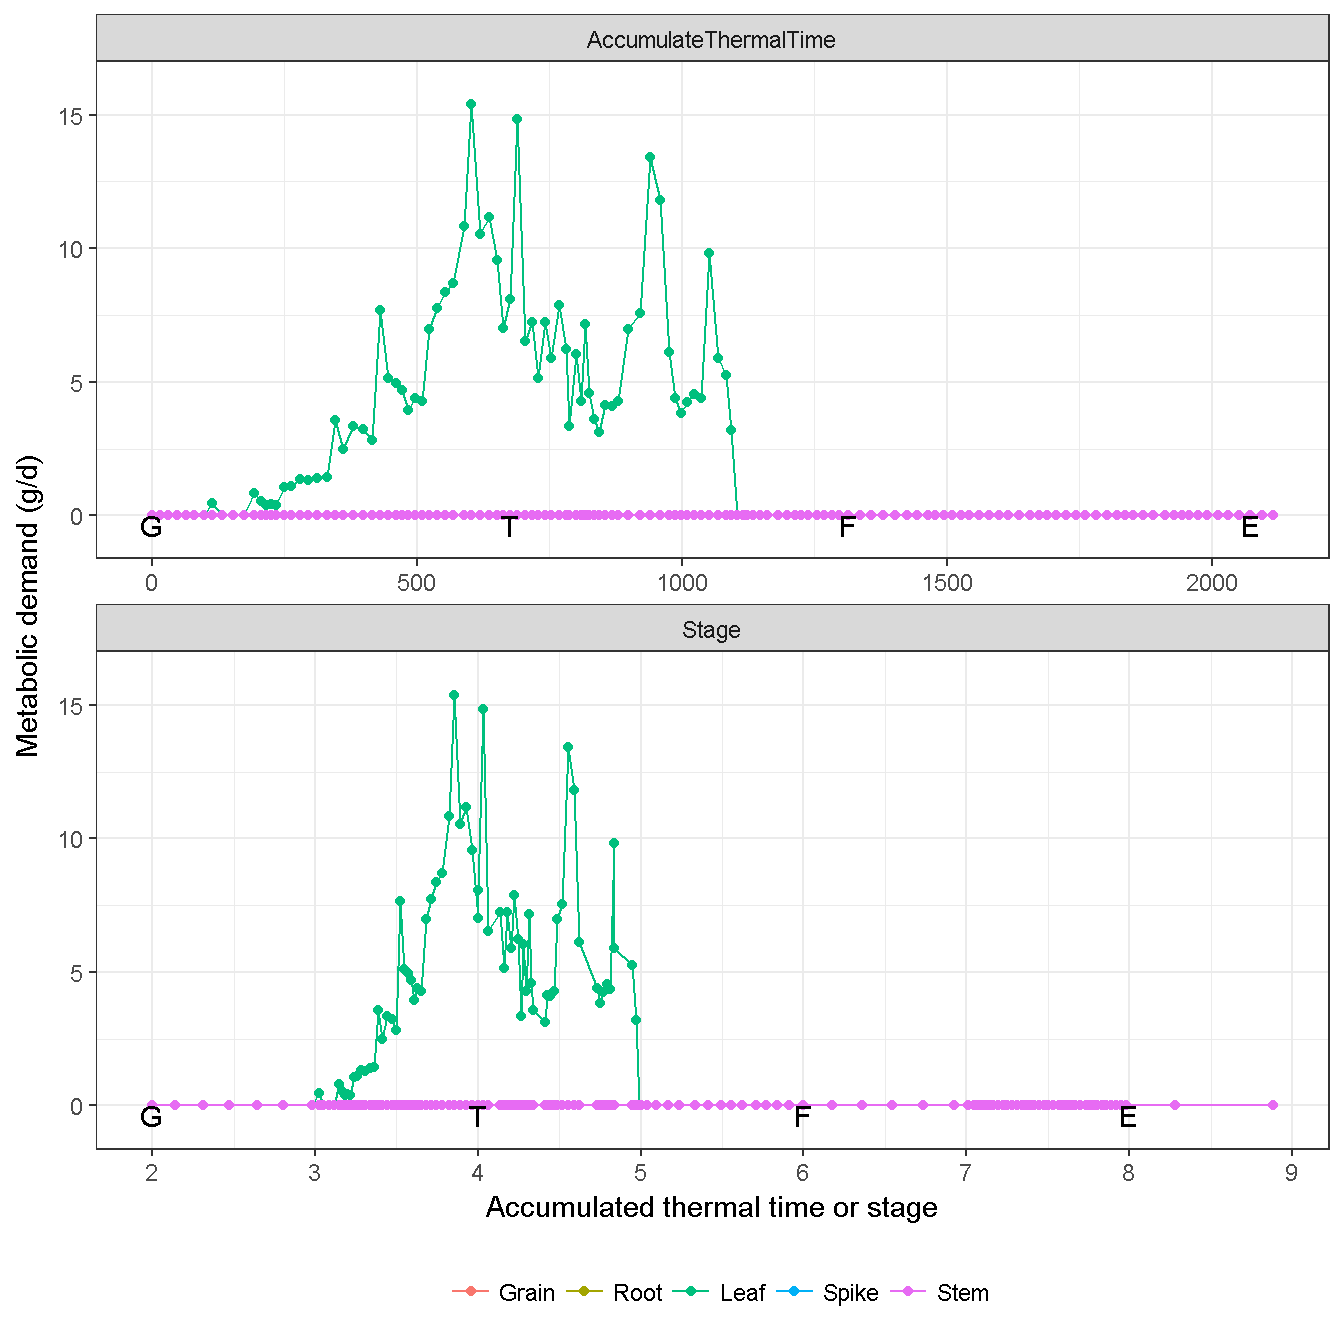 AccumulateThermalTime
15
10
5
0
G T F E
0 500 1000 1500 2000
Metabolic demand (g/d)
Stage
15
10
5
0
G T F E
2 3 4 5 6 7 8 9
Accumulated thermal time or stage
Grain Root Leaf Spike Stem